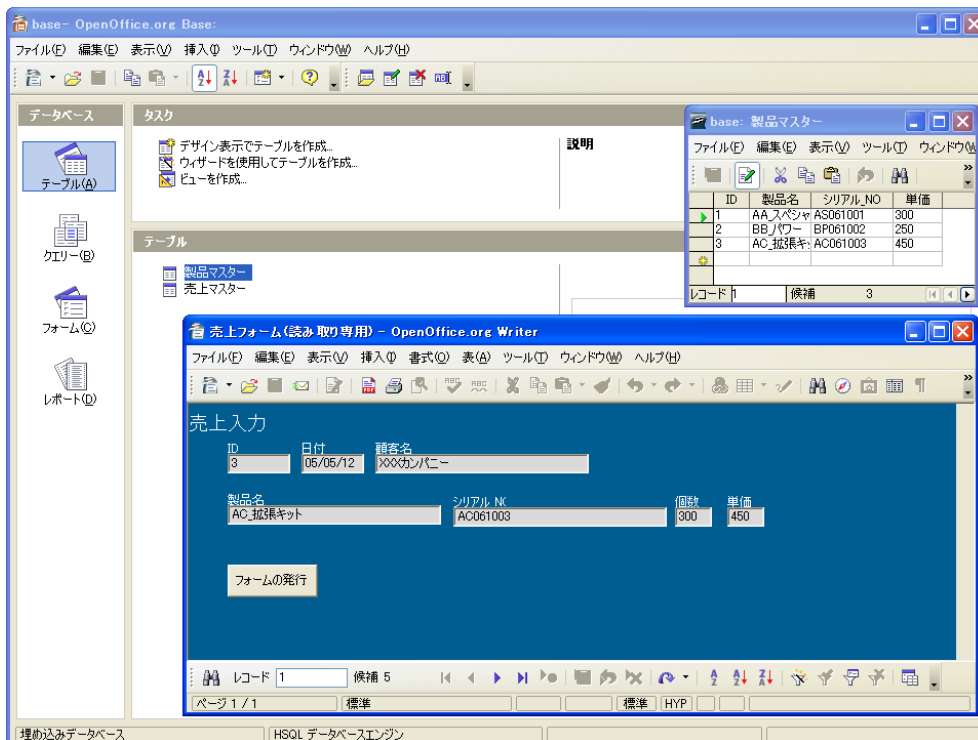 base- OpenOffice.org Base:
ファイル(F) 編集(E) 表示(V) 挿入(I) ツール(T) ウィンドウ(W) ヘルプ(H)
データベース
テーブル(A)
クエリー(B)
フォーム(C)
レポート(D)
タスク
デザイン表示でテーブルを作成...
ウィザードを使用してテーブルを作成...
ビューを作成...
説明
テーブル
製品マスター
売上マスター
base: 製品マスター
ファイル(F) 編集(E) 表示(V) ツール(T) ウィンドウ(W
ID 製品名 シリアル_NO 単価
1 AA_スペシャ AS061001 300
2 BB_パワー BP061002 250
3 AC_拡張キ AC061003 450
レコード 1 候補 3
売上フォーム(読み取り専用) - OpenOffice.org Writer
ファイル(F) 編集(E) 表示(V) 挿入(I) 書式(O) 表(A) ツール(T) ウィンドウ(W) ヘルプ(H)
売上入力
ID 日付 顧客名
3 05/05/12 XXXカンパニー
製品名 シリアル 個数 単価
AC_拡張キット AC061003 300 450
フォームの発行
レコード 1 候補 5
ページ 1 / 1 標準 標準 HYP
埋め込みデータベース HSQL データベースエンジン